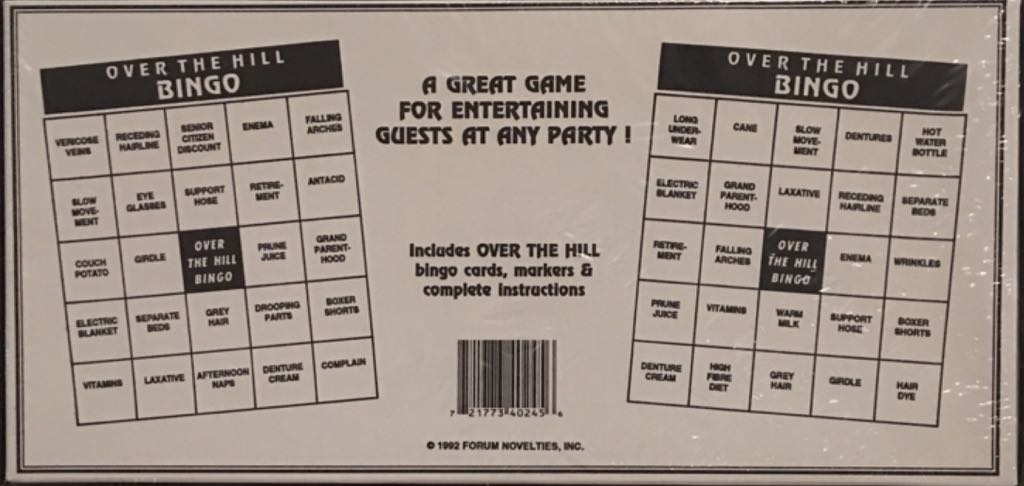 OVER THE HILL
BINGO
VERICOSE
VEINS
RECEDING
HAIRLINE
SENIOR
CITIZEN
DISCOUNT
ENEMA
FALLING
ARCHES
SLOW
MOVE-
MENT
EYE
GLASSES
SUPPORT
HOSE
RETIRE-
MENT
ANTACID
COUCH
POTATO
GIRDLE
OVER
THE HILL
BINGO
PRUNE
JUICE
GRAND
PARENT-
HOOD
ELECTRIC
BLANKET
SEPARATE
BEDS
GREY
HAIR
DROOPING
PARTS
BOXER
SHORTS
VITAMINS
LAXATIVE
AFTERNOON
NAPS
DENTURE
CREAM
COMPLAIN
A GREAT GAME
FOR ENTERTAINING
GUESTS AT ANY PARTY !
Includes OVER THE HILL
bingo cards, markers &
complete instructions
7 21773 40245 6
© 1992 FORUM NOVELTIES, INC.
OVER THE HILL
BINGO
LONG
UNDER-
WEAR
CANE
SLOW
MOVE-
MENT
DENTURES
HOT
WATER
BOTTLE
ELECTRIC
BLANKET
GRAND
PARENT-
HOOD
LAXATIVE
RECEDING
HAIRLINE
SEPARATE
BEDS
RETIRE-
MENT
FALLING
ARCHES
OVER
THE HILL
BINGO
ENEMA
WRINKLES
PRUNE
JUICE
VITAMINS
WARM
MILK
SUPPORT
HOSE
BOXER
SHORTS
DENTURE
CREAM
HIGH
FIBRE
DIET
GREY
HAIR
GIRDLE
HAIR
DYE